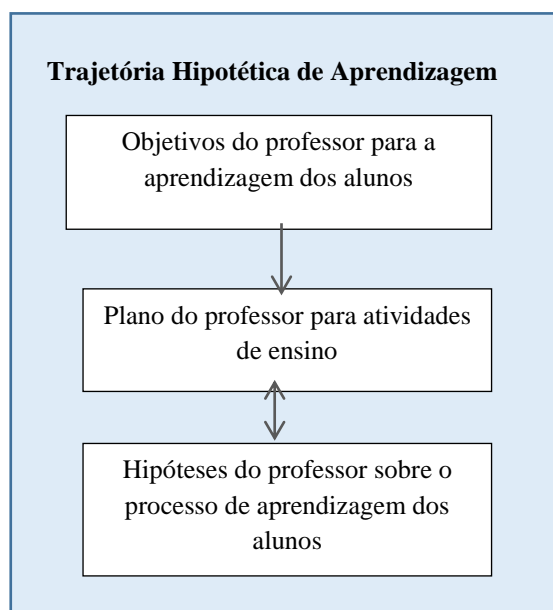 Trajetória Hipotética de Aprendizagem
Objetivos do professor para a
aprendizagem dos alunos
Plano do professor para atividades
de ensino
Hipóteses do professor sobre o
processo de aprendizagem dos
alunos